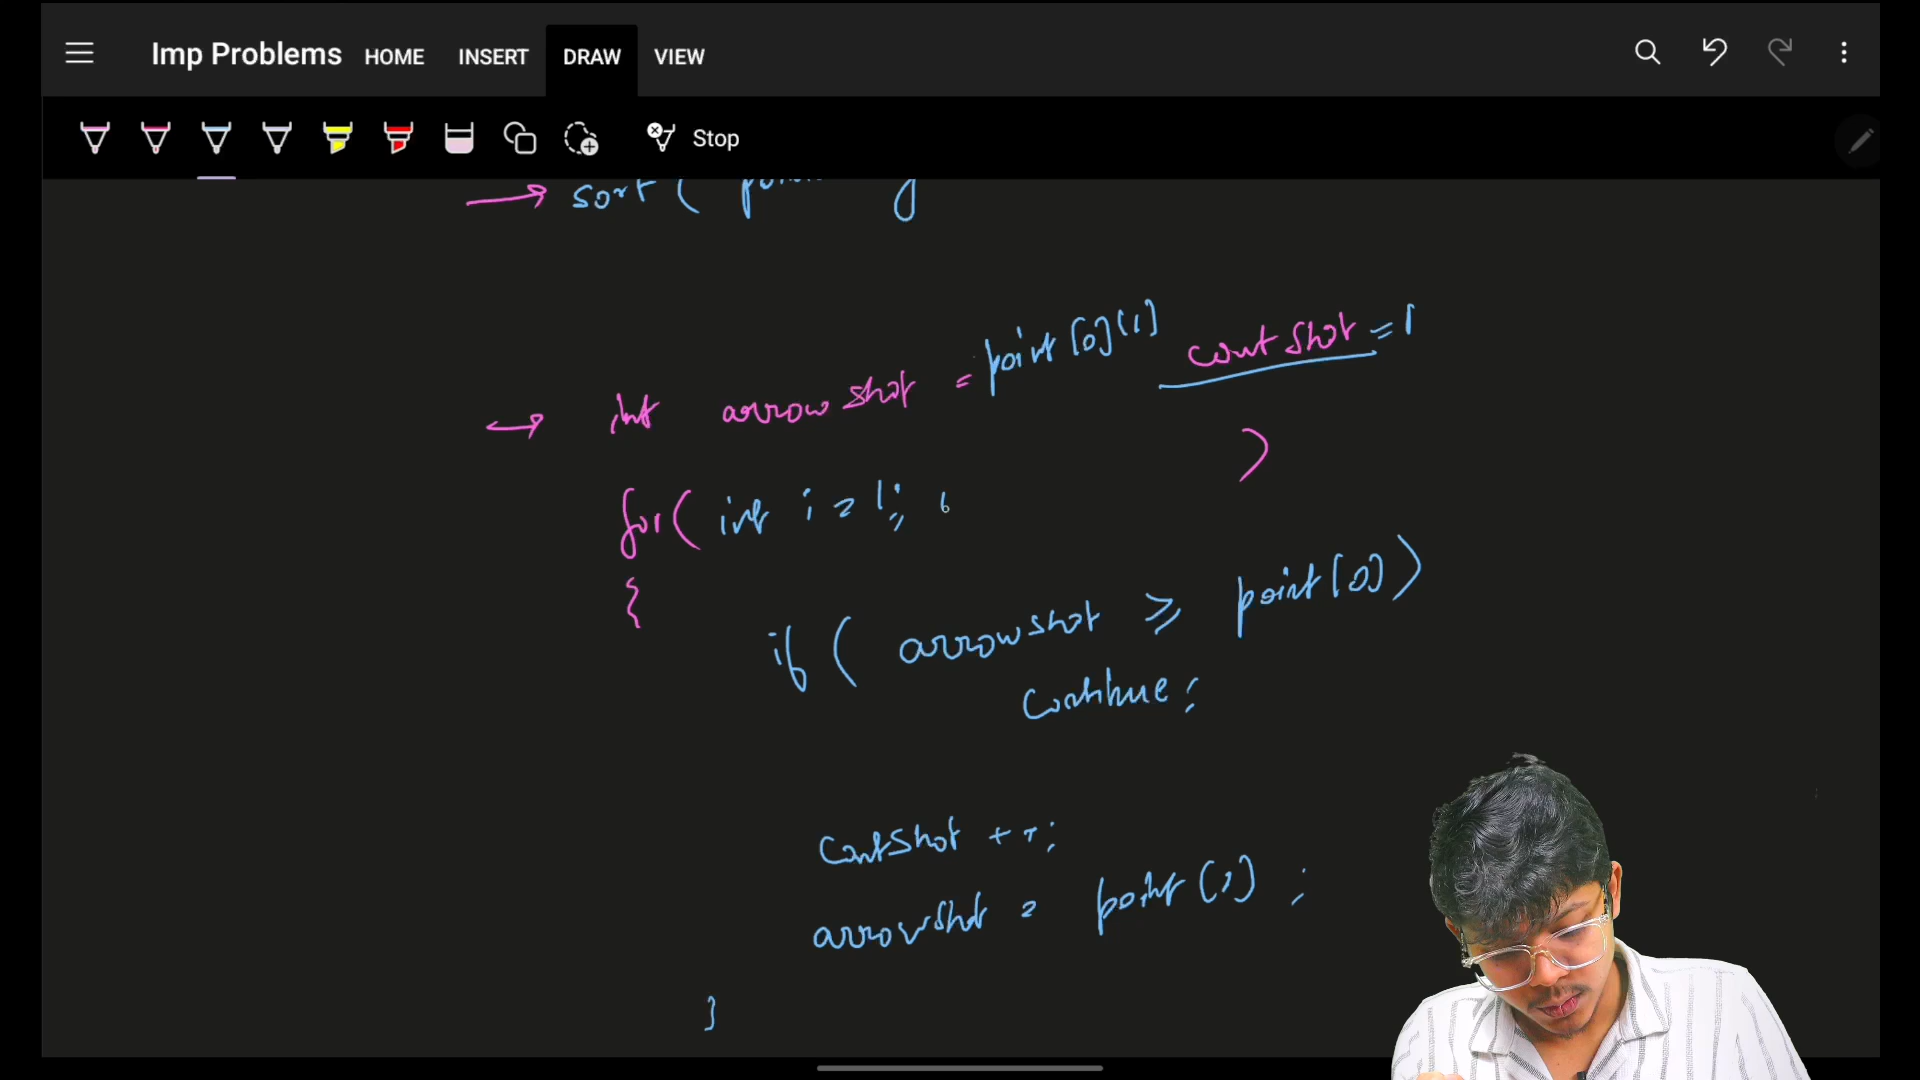 Imp Problems HOME INSERT DRAW VIEW
Stop
→ sort (
→ int arrowshot = point[0][1] countshot = 1
for( int i = 1; )
{
if( arrowshot >= point[0])
Continue;
CountShot ++;
arrowshot = point[1];
}